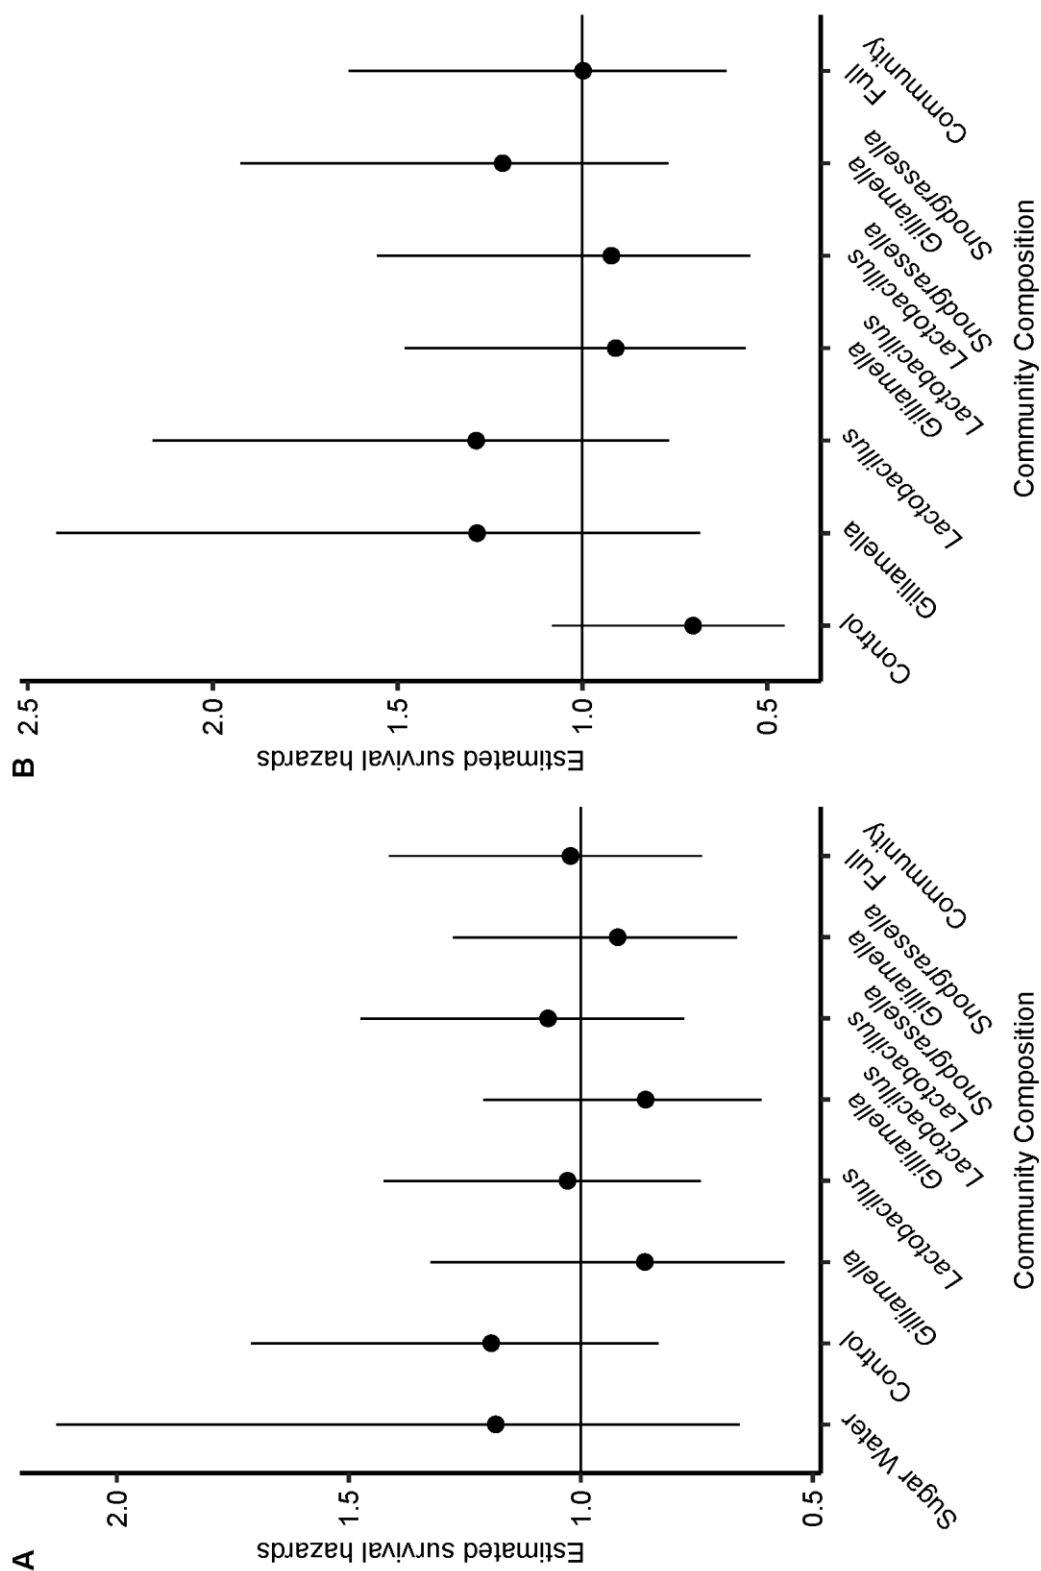 A
Estimated survival hazards
2.0
1.5
1.0
0.5
Sugar Water
Control
Gilliamella
Lactobacillus
Gilliamella
Lactobacillus
Lactobacillus
Snodgrassella
Gilliamella
Snodgrassella
Full
Community
Community Composition
B
Estimated survival hazards
2.5
2.0
1.5
1.0
0.5
Control
Gilliamella
Lactobacillus
Gilliamella
Lactobacillus
Lactobacillus
Snodgrassella
Gilliamella
Snodgrassella
Full
Community
Community Composition